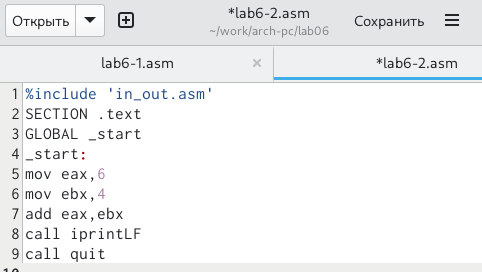 Открыть
*lab6-2.asm
~/work/arch-pc/lab06
Сохранить
lab6-1.asm
*lab6-2.asm
1 %include 'in_out.asm'
2 SECTION .text
3 GLOBAL _start
4 _start:
5 mov eax,6
6 mov ebx,4
7 add eax,ebx
8 call iprintLF
9 call quit
10